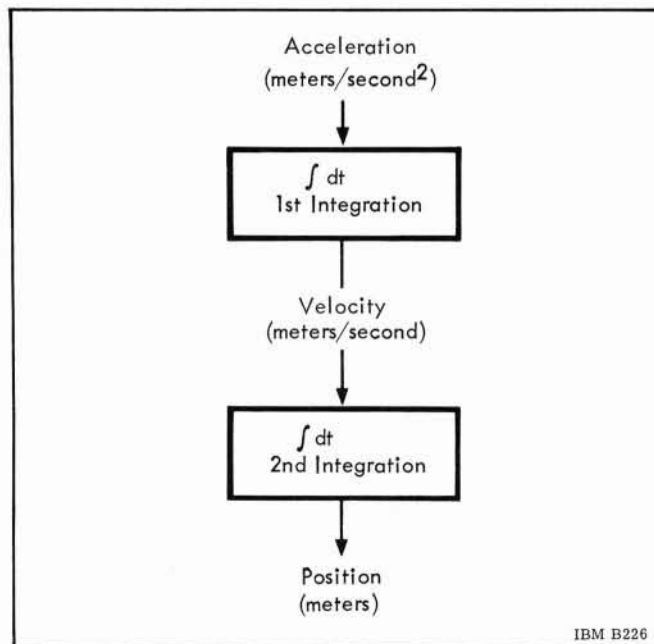 Acceleration
(meters/second²)
∫ dt
1st Integration
Velocity
(meters/second)
∫ dt
2nd Integration
Position
(meters)
IBM B226